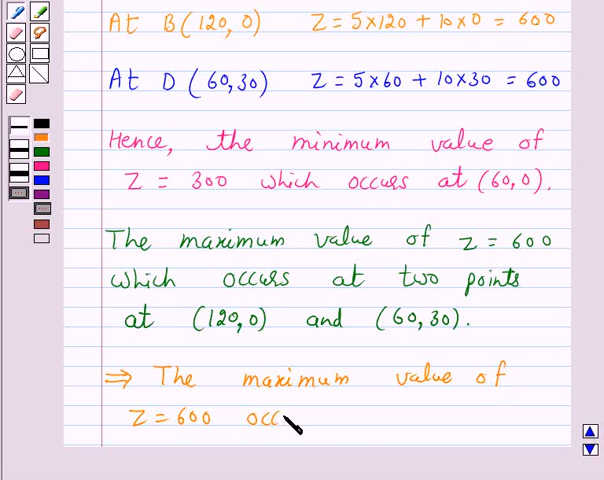 At B(120, 0) Z = 5×120 + 10×0 = 600
At D (60,30) Z = 5×60 + 10×30 = 600
Hence, the minimum value of
Z = 300 which occurs at (60,0).
The maximum value of Z = 600
which occurs at two points
at (120,0) and (60,30).
⇒ The maximum value of
Z = 600 occ